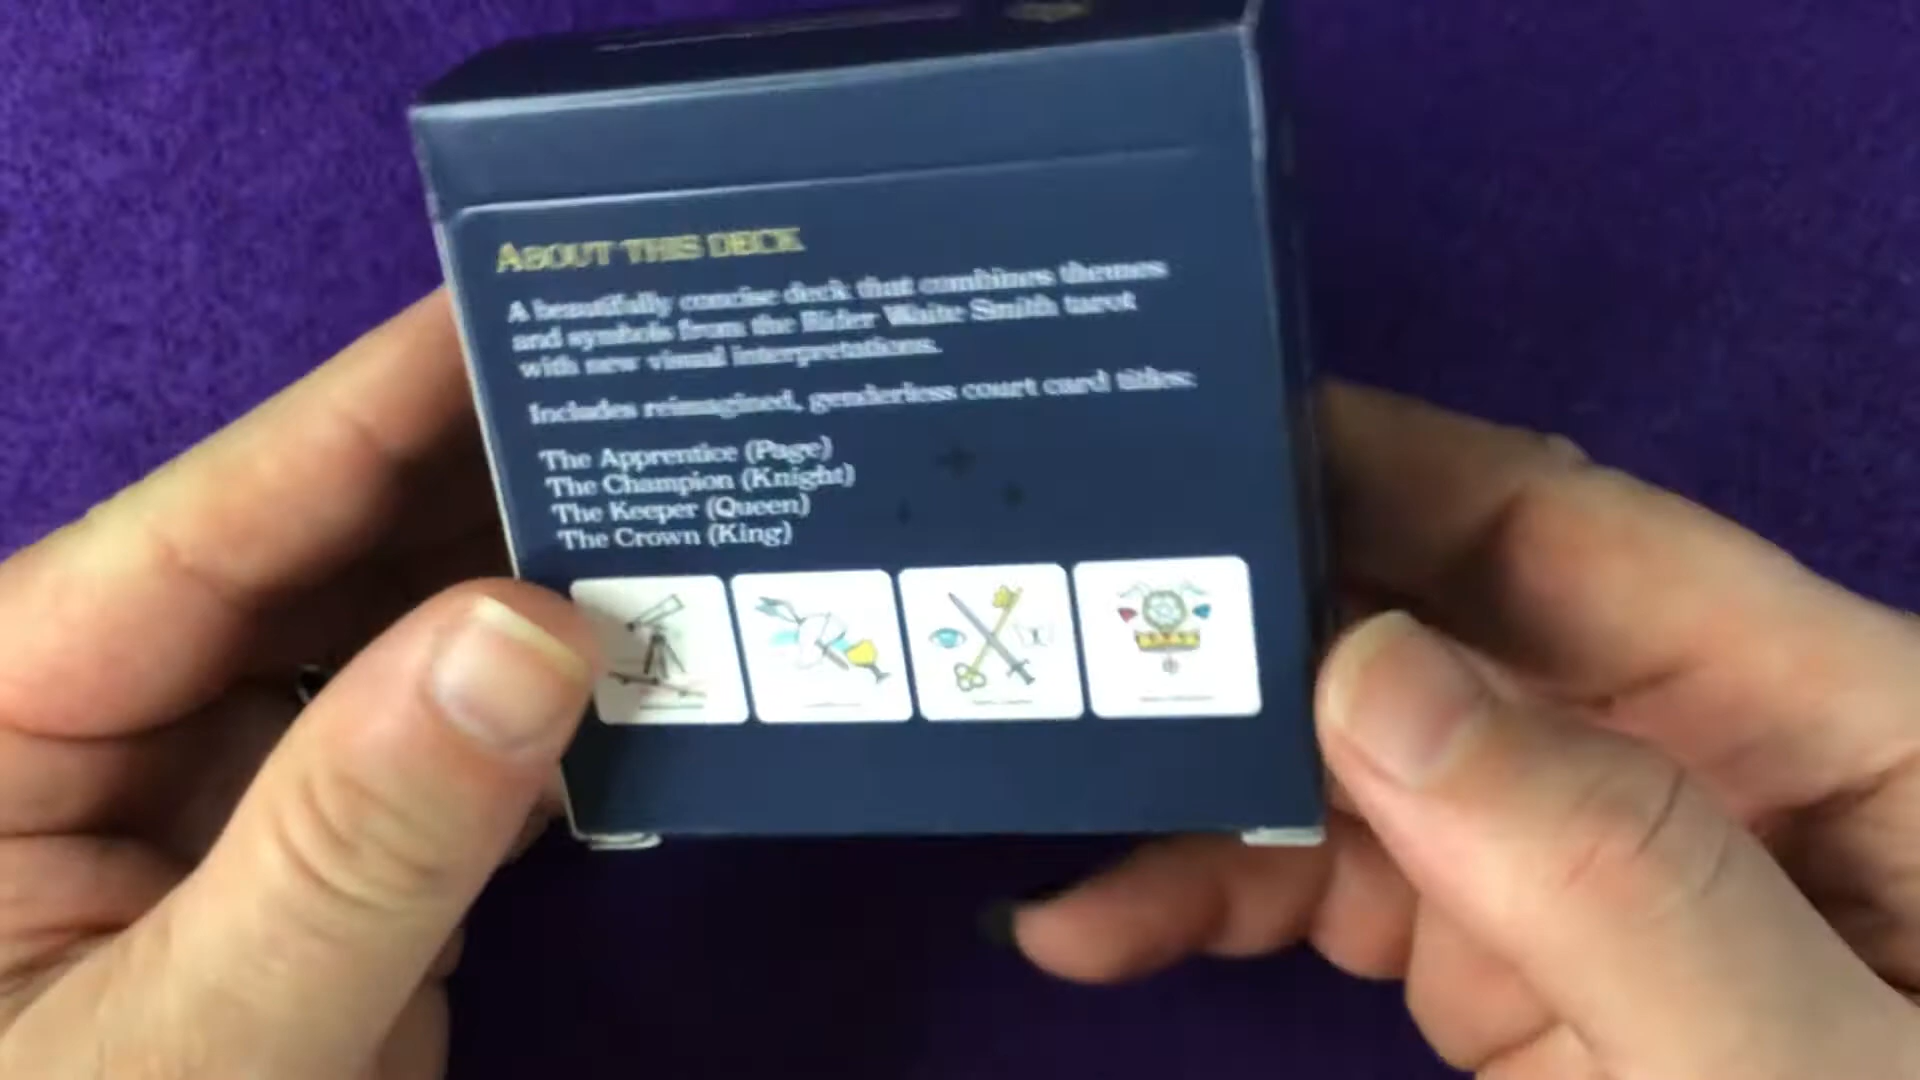 ABOUT THIS DECK
A beautifully concise deck that combines themes
and symbols from the Rider Waite Smith tarot
with new visual interpretations.
Includes reimagined, genderless court card titles:
The Apprentice (Page)
The Champion (Knight)
The Keeper (Queen)
The Crown (King)